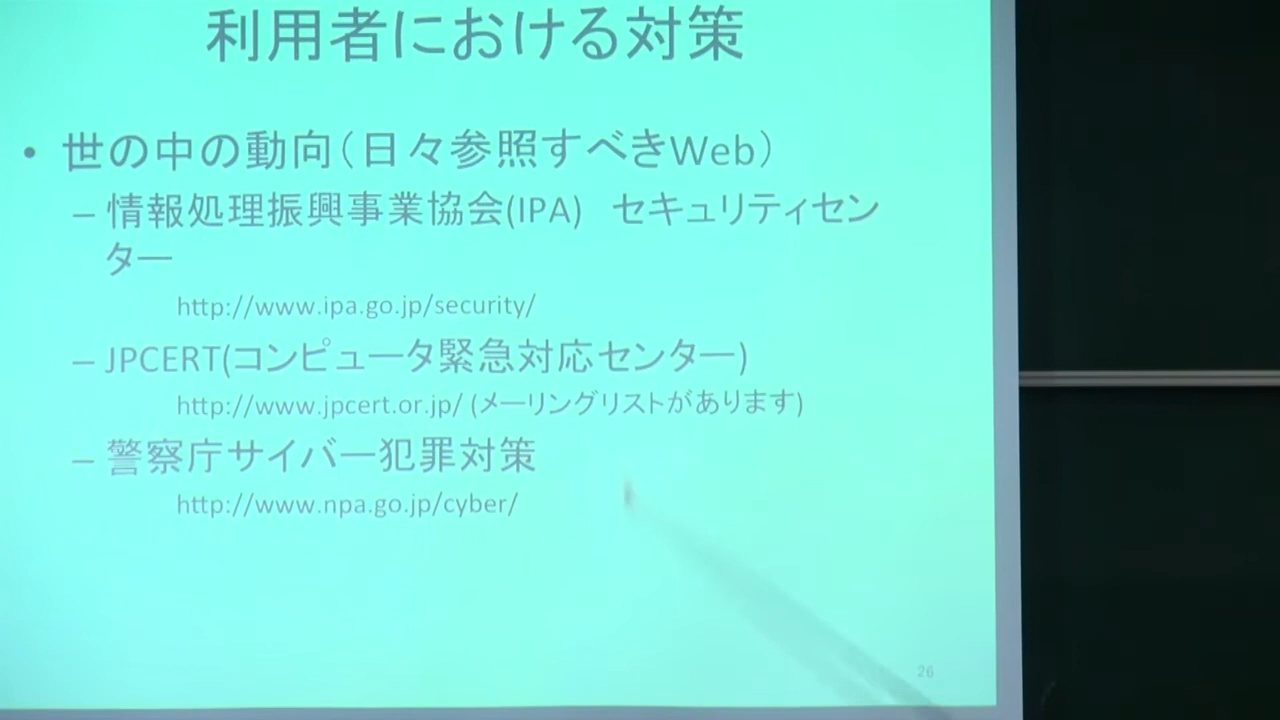 利用者における対策
• 世の中の動向（日々参照すべきWeb）
– 情報処理振興事業協会(IPA)　セキュリティセン
ター
http://www.ipa.go.jp/security/
– JPCERT(コンピュータ緊急対応センター)
http://www.jpcert.or.jp/ (メーリングリストがあります)
– 警察庁サイバー犯罪対策
http://www.npa.go.jp/cyber/
26